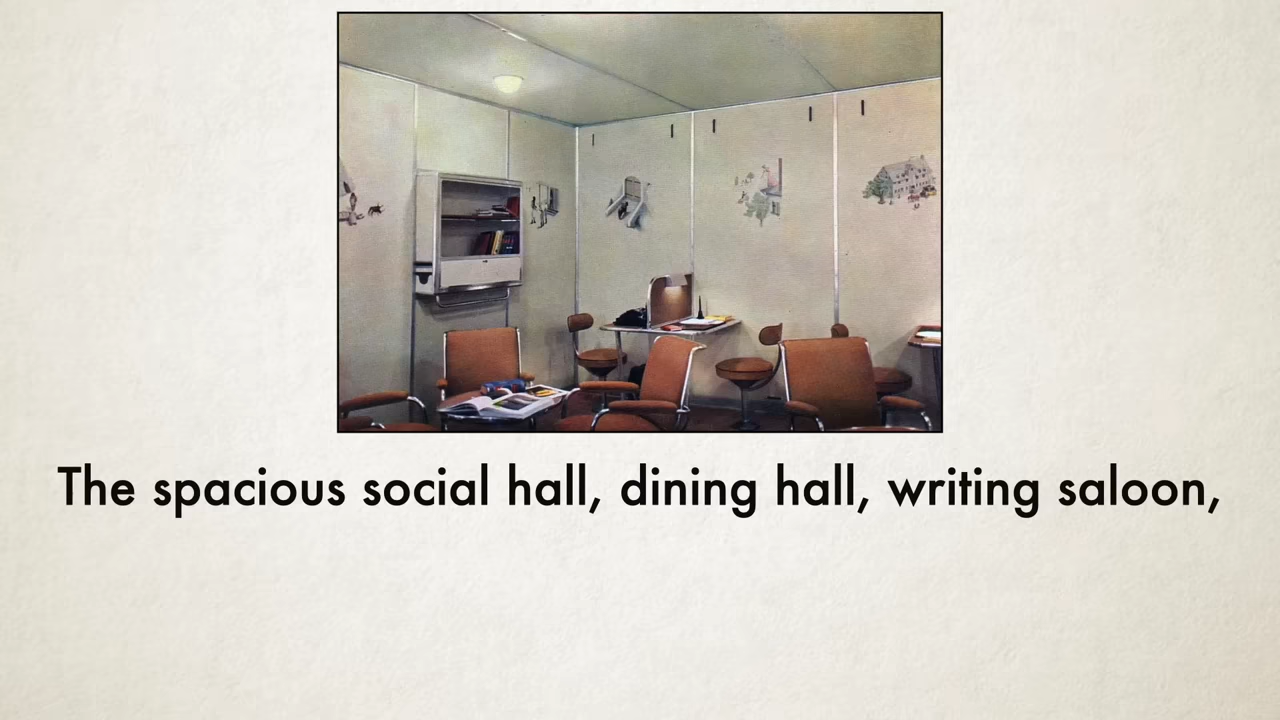 The spacious social hall, dining hall, writing saloon,